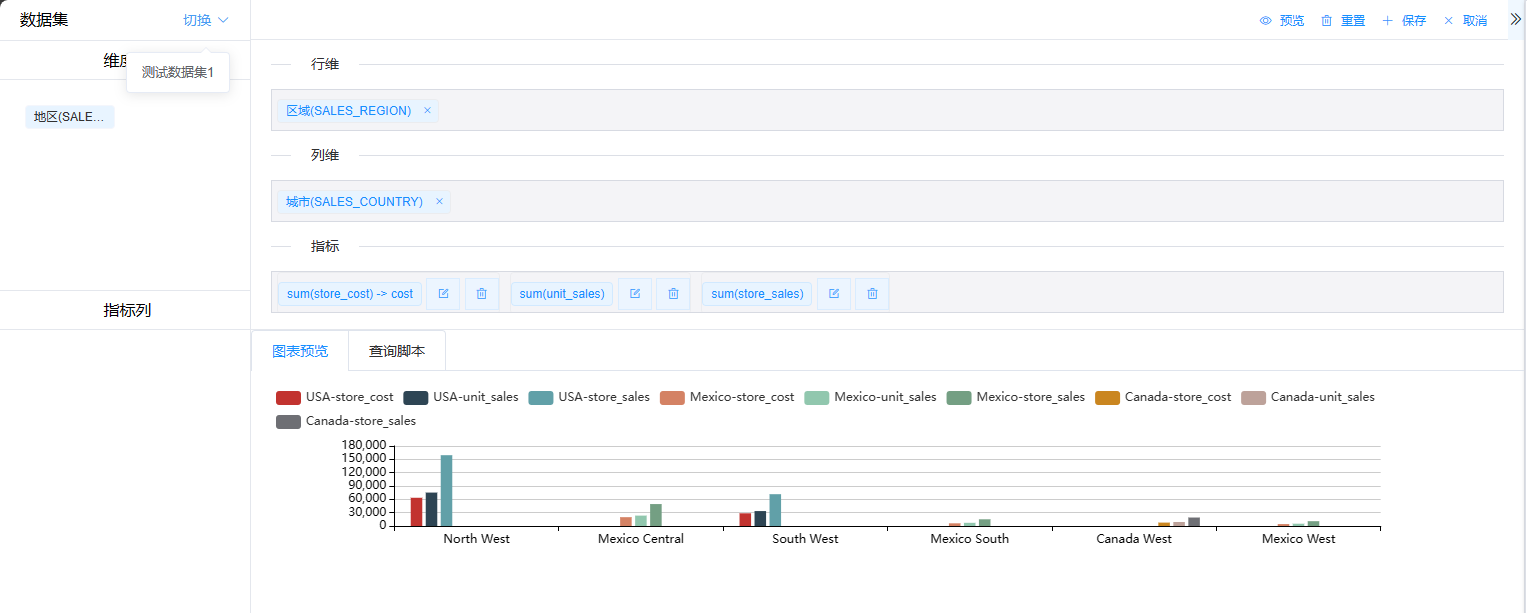 数据集 切换
预览 重置 保存 取消
维度
测试数据集1
地区(SALE...
指标列
行维
区域(SALES_REGION)
列维
城市(SALES_COUNTRY)
指标
sum(store_cost) -> cost sum(unit_sales) sum(store_sales)
图表预览 查询脚本
USA-store_cost USA-unit_sales USA-store_sales Mexico-store_cost Mexico-unit_sales Mexico-store_sales Canada-store_cost Canada-unit_sales
Canada-store_sales
180,000
150,000
120,000
90,000
60,000
30,000
0
North West Mexico Central South West Mexico South Canada West Mexico West